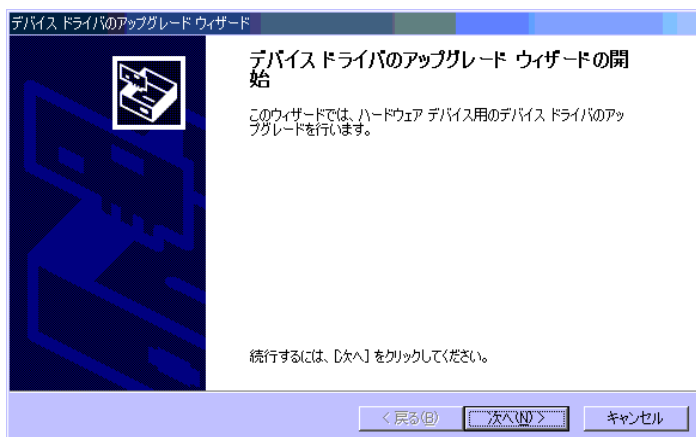 デバイス ドライバのアップグレード ウィザード
デバイス ドライバのアップグレード ウィザードの開
始
このウィザードでは、ハードウェア デバイス用のデバイス ドライバのアッ
プグレードを行います。
続行するには、[次へ] をクリックしてください。
< 戻る(B)
次へ(N) >
キャンセル